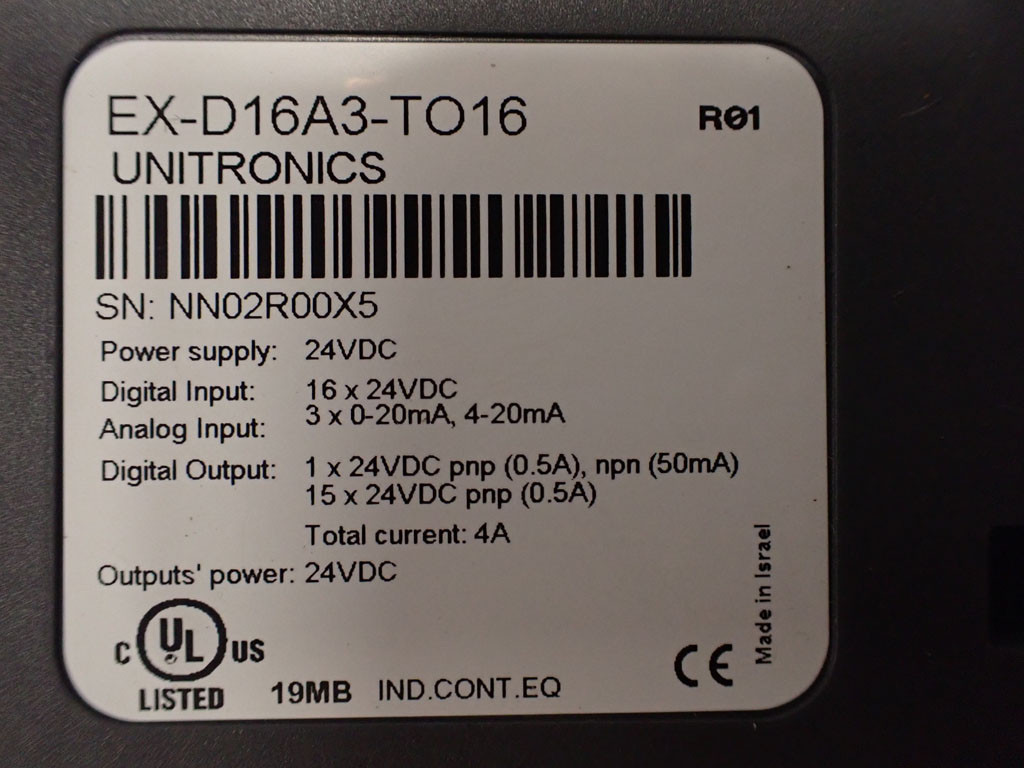 EX-D16A3-TO16 R01
UNITRONICS
SN: NN02R00X5
Power supply: 24VDC
Digital Input: 16 x 24VDC
Analog Input: 3 x 0-20mA, 4-20mA
Digital Output: 1 x 24VDC pnp (0.5A), npn (50mA)
15 x 24VDC pnp (0.5A)
Total current: 4A
Outputs' power: 24VDC
C UL US
LISTED 19MB IND.CONT.EQ
CE
Made in Israel